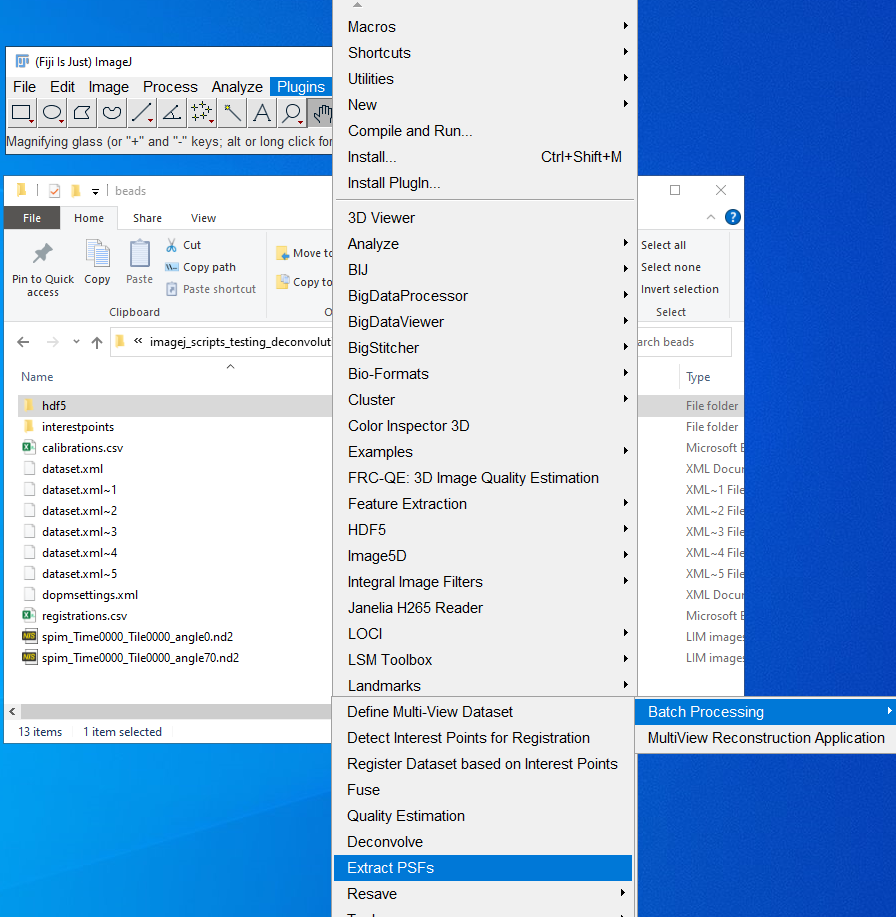 (Fiji Is Just) ImageJ
File Edit Image Process Analyze Plugins
Magnifying glass (or "+" and "-" keys; alt or long click for
Macros
Shortcuts
Utilities
New
Compile and Run...
Install... Ctrl+Shift+M
Install PlugIn...
3D Viewer
Analyze
BIJ
BigDataProcessor
BigDataViewer
BigStitcher
Bio-Formats
Cluster
Color Inspector 3D
Examples
FRC-QE: 3D Image Quality Estimation
Feature Extraction
HDF5
Image5D
Integral Image Filters
Janelia H265 Reader
LOCI
LSM Toolbox
Landmarks
Define Multi-View Dataset
Detect Interest Points for Registration
Register Dataset based on Interest Points
Fuse
Quality Estimation
Deconvolve
Extract PSFs
Resave
Batch Processing
MultiView Reconstruction Application
beads
File Home Share View
Pin to Quick access
Copy
Paste
Cut
Copy path
Paste shortcut
Clipboard
Move to
Copy to
Select all
Select none
Invert selection
Select
« imagej_scripts_testing_deconvolut
arch beads
Name Type
hdf5 File folder
interestpoints File folder
calibrations.csv Microsoft E
dataset.xml XML Docu
dataset.xml~1 XML~1 File
dataset.xml~2 XML~2 File
dataset.xml~3 XML~3 File
dataset.xml~4 XML~4 File
dataset.xml~5 XML~5 File
dopmsettings.xml XML Docu
registrations.csv Microsoft E
spim_Time0000_Tile0000_angle0.nd2 LIM images
spim_Time0000_Tile0000_angle70.nd2 LIM images
13 items 1 item selected